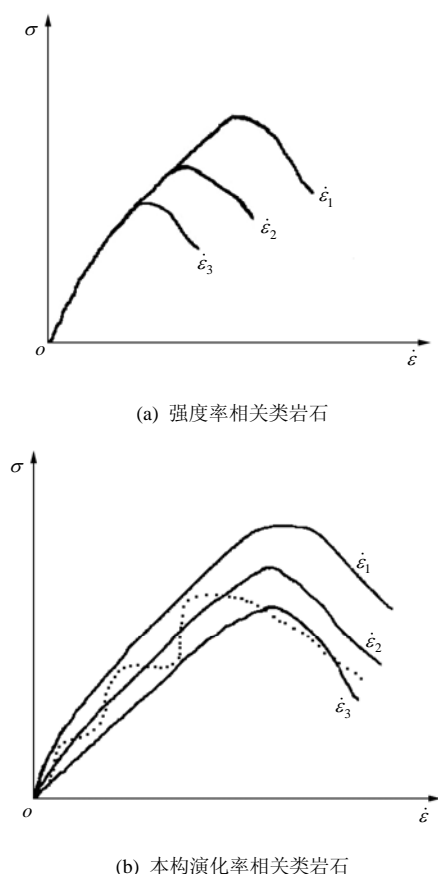 σ
ε̇₁
ε̇₂
ε̇₃
o
ε̇
(a) 强度率相关类岩石
σ
ε̇₁
ε̇₂
ε̇₃
o
ε̇
(b) 本构演化率相关类岩石